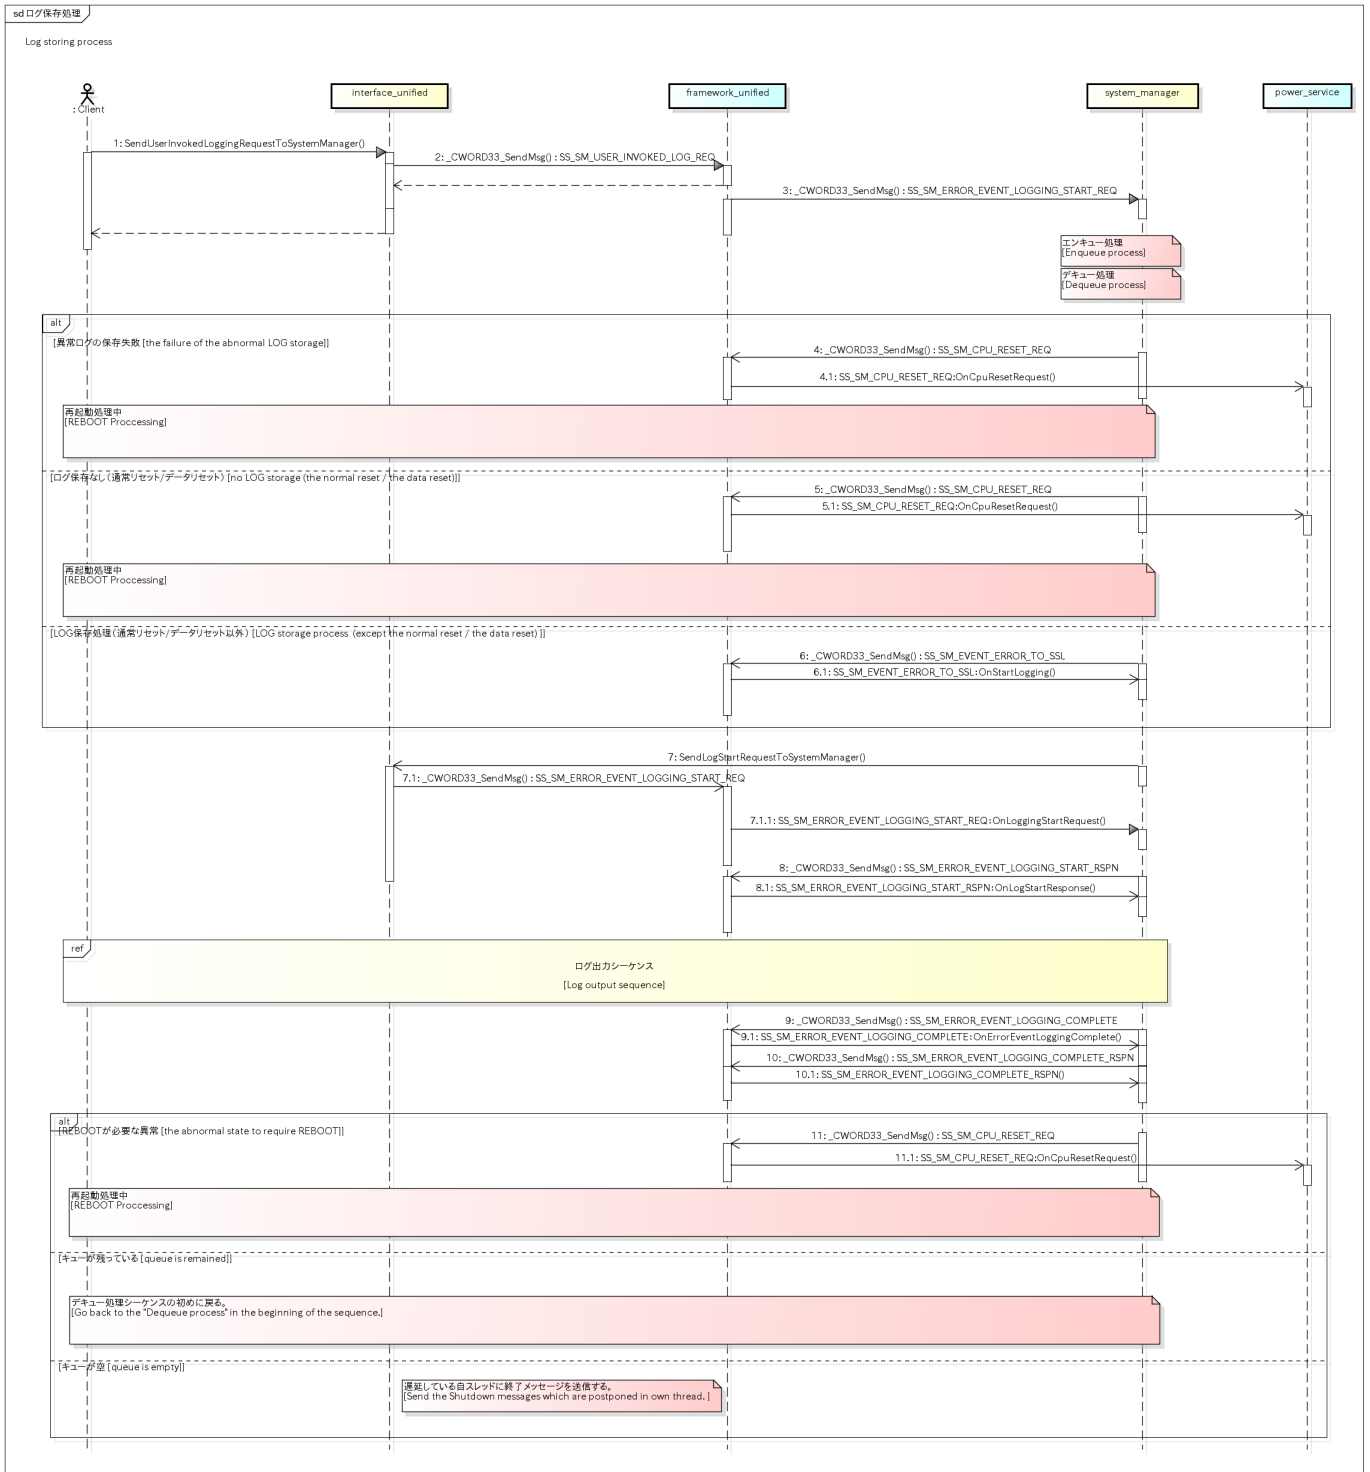 sd ログ保存処理
Log storing process
: Client
interface_unified
framework_unified
system_manager
power_service
1: SendUserInvokedLoggingRequestToSystemManager()
2: _CWORD33_SendMsg() : SS_SM_USER_INVOKED_LOG_REQ
3: _CWORD33_SendMsg() : SS_SM_ERROR_EVENT_LOGGING_START_REQ
エンキュー処理
[Enqueue process]
デキュー処理
[Dequeue process]
alt
[異常ログの保存失敗 [the failure of the abnormal LOG storage]]
4: _CWORD33_SendMsg() : SS_SM_CPU_RESET_REQ
4.1: SS_SM_CPU_RESET_REQ:OnCpuResetRequest()
再起動処理中
[REBOOT Proccessing]
[ログ保存なし（通常リセット/データリセット） [no LOG storage (the normal reset / the data reset)]]
5: _CWORD33_SendMsg() : SS_SM_CPU_RESET_REQ
5.1: SS_SM_CPU_RESET_REQ:OnCpuResetRequest()
再起動処理中
[REBOOT Proccessing]
[LOG保存処理（通常リセット/データリセット以外） [LOG storage process (except the normal reset / the data reset) ]]
6: _CWORD33_SendMsg() : SS_SM_EVENT_ERROR_TO_SSL
6.1: SS_SM_EVENT_ERROR_TO_SSL:OnStartLogging()
7: SendLogStartRequestToSystemManager()
7.1: _CWORD33_SendMsg() : SS_SM_ERROR_EVENT_LOGGING_START_REQ
7.1.1: SS_SM_ERROR_EVENT_LOGGING_START_REQ:OnLoggingStartRequest()
8: _CWORD33_SendMsg() : SS_SM_ERROR_EVENT_LOGGING_START_RSPN
8.1: SS_SM_ERROR_EVENT_LOGGING_START_RSPN:OnLogStartResponse()
ref
ログ出力シーケンス
[Log output sequence]
9: _CWORD33_SendMsg() : SS_SM_ERROR_EVENT_LOGGING_COMPLETE
9.1: SS_SM_ERROR_EVENT_LOGGING_COMPLETE:OnErrorEventLoggingComplete()
10: _CWORD33_SendMsg() : SS_SM_ERROR_EVENT_LOGGING_COMPLETE_RSPN
10.1: SS_SM_ERROR_EVENT_LOGGING_COMPLETE_RSPN()
alt
[REBOOTが必要な異常 [the abnormal state to require REBOOT]]
11: _CWORD33_SendMsg() : SS_SM_CPU_RESET_REQ
11.1: SS_SM_CPU_RESET_REQ:OnCpuResetRequest()
再起動処理中
[REBOOT Proccessing]
[キューが残っている [queue is remained]]
デキュー処理シーケンスの初めに戻る。
[Go back to the "Dequeue process" in the beginning of the sequence.]
[キューが空 [queue is empty]]
遅延している自スレッドに終了メッセージを送信する。
[Send the Shutdown messages which are postponed in own thread. ]